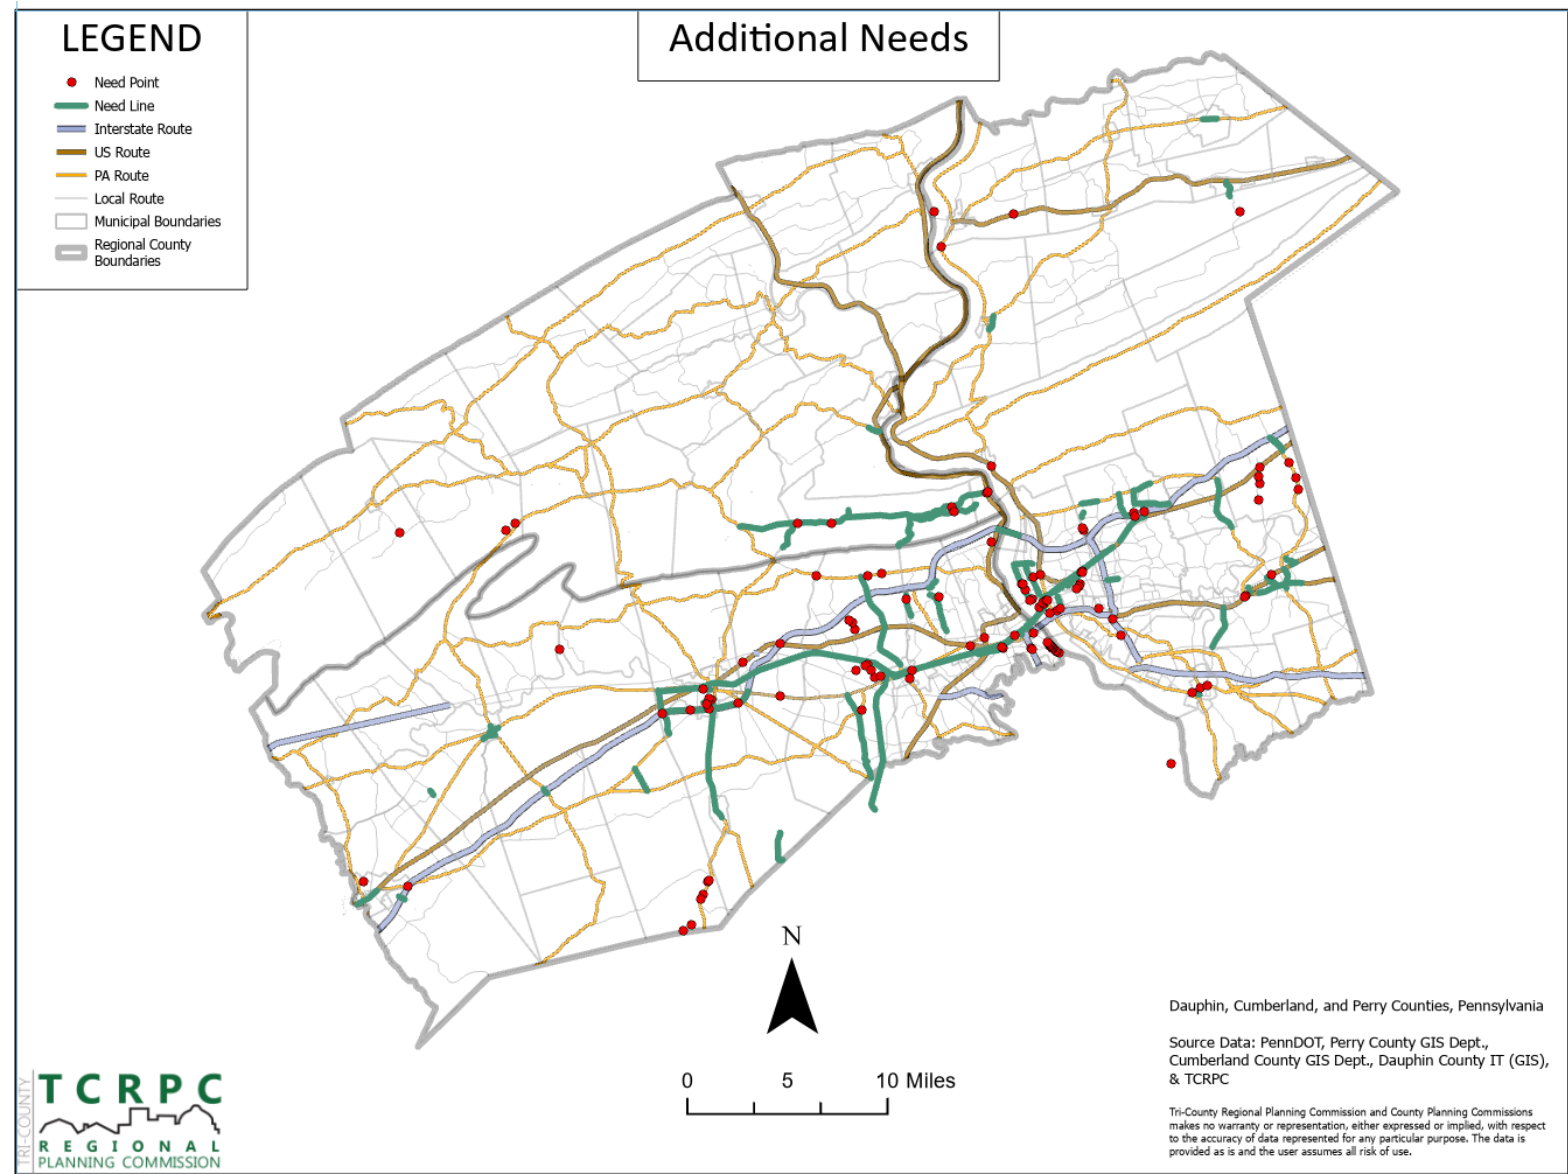 LEGEND
Need Point
Need Line
Interstate Route
US Route
PA Route
Local Route
Municipal Boundaries
Regional County
Boundaries
Additional Needs
N
0 5 10 Miles
Dauphin, Cumberland, and Perry Counties, Pennsylvania
Source Data: PennDOT, Perry County GIS Dept.,
Cumberland County GIS Dept., Dauphin County IT (GIS),
& TCRPC
Tri-County Regional Planning Commission and County Planning Commissions
makes no warranty or representation, either expressed or implied, with respect
to the accuracy of data represented for any particular purpose. The data is
provided as is and the user assumes all risk of use.
TRI-COUNTY
TCRPC
REGIONAL
PLANNING COMMISSION